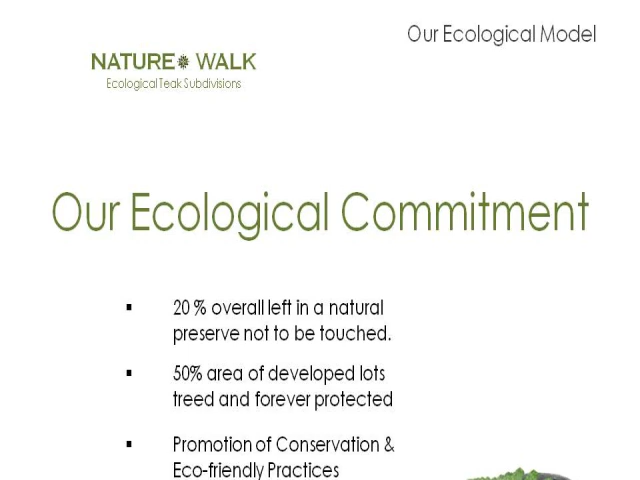 Our Ecological Model
NATURE WALK
Ecological Teak Subdivisions
Our Ecological Commitment
▪ 20 % overall left in a natural
preserve not to be touched.
▪ 50% area of developed lots
treed and forever protected
▪ Promotion of Conservation &
Eco-friendly Practices